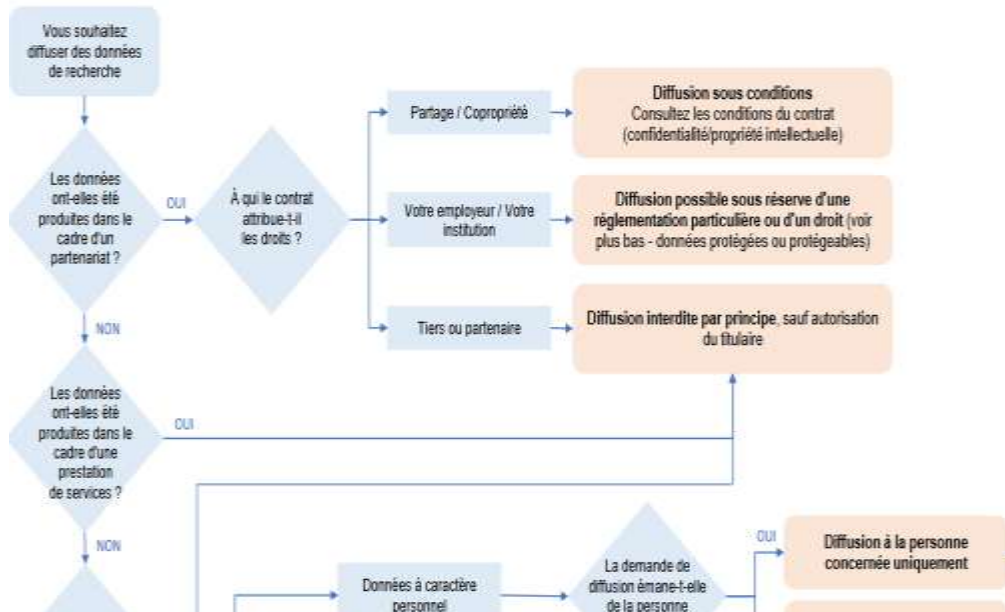 Vous souhaitez
diffuser des données
de recherche
Les données
ont-elles été
produites dans le
cadre d'un
partenariat ?
OUI
À qui le contrat
attribue-t-il
les droits ?
Partage / Copropriété
Diffusion sous conditions
Consultez les conditions du contrat
(confidentialité/propriété intellectuelle)
Votre employeur / Votre
institution
Diffusion possible sous réserve d'une
réglementation particulière ou d'un droit (voir
plus bas - données protégées ou protégeables)
Tiers ou partenaire
Diffusion interdite par principe, sauf autorisation
du titulaire
NON
Les données
ont-elles été
produites dans le
cadre d'une
prestation
de services ?
OUI
NON
Données à caractère
personnel
La demande de
diffusion émane-t-elle
de la personne
OUI
Diffusion à la personne
concernée uniquement